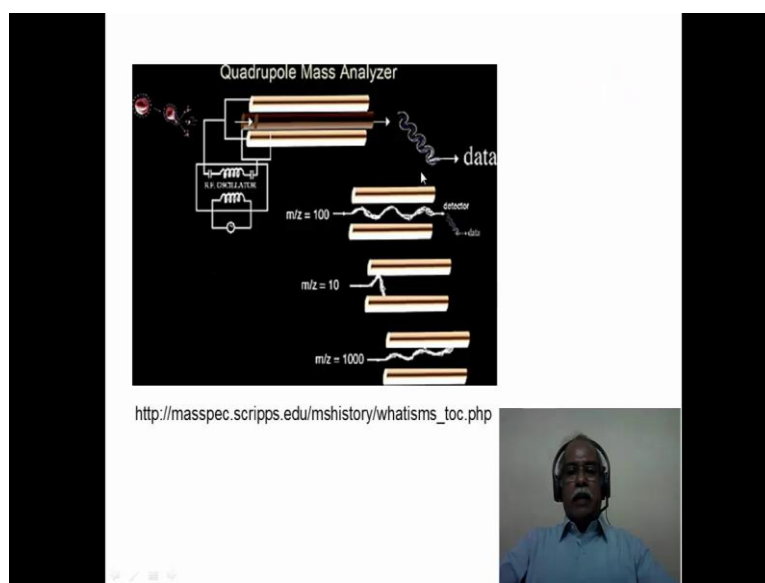 Quadrupole Mass Analyzer
data
R.F. OSCILLATOR
m/z = 100
detector
data
m/z = 10
m/z = 1000
http://masspec.scripps.edu/mshistory/whatisms_toc.php